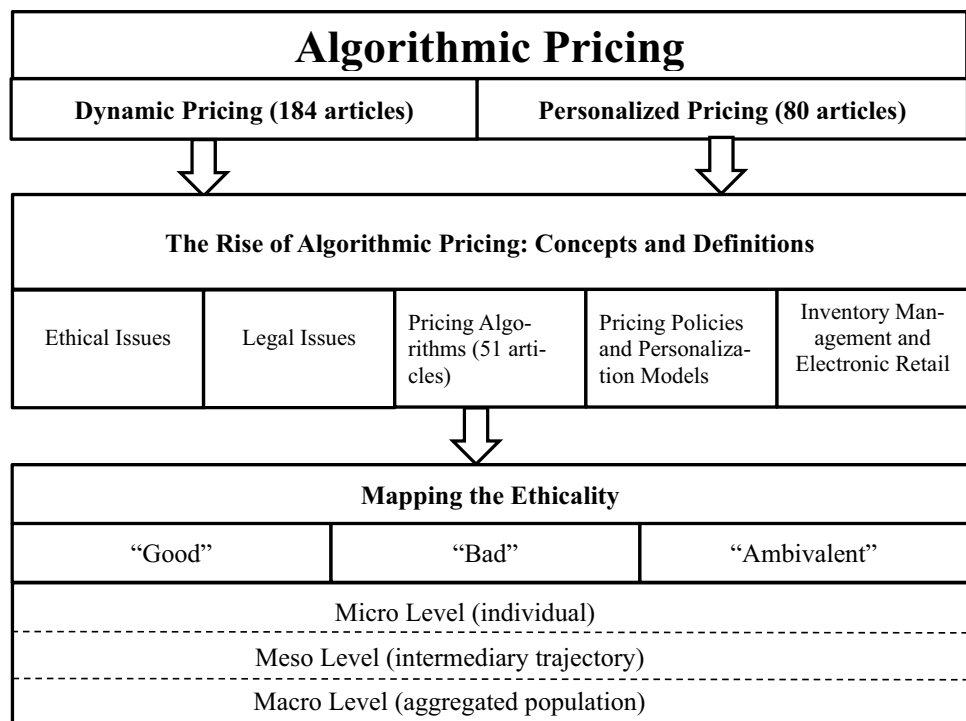 Algorithmic Pricing
Dynamic Pricing (184 articles)
Personalized Pricing (80 articles)
The Rise of Algorithmic Pricing: Concepts and Definitions
Ethical Issues
Legal Issues
Pricing Algo-
rithms (51 arti-
cles)
Pricing Policies
and Personaliza-
tion Models
Inventory Man-
agement and
Electronic Retail
Mapping the Ethicality
“Good”
“Bad”
“Ambivalent”
Micro Level (individual)
Meso Level (intermediary trajectory)
Macro Level (aggregated population)